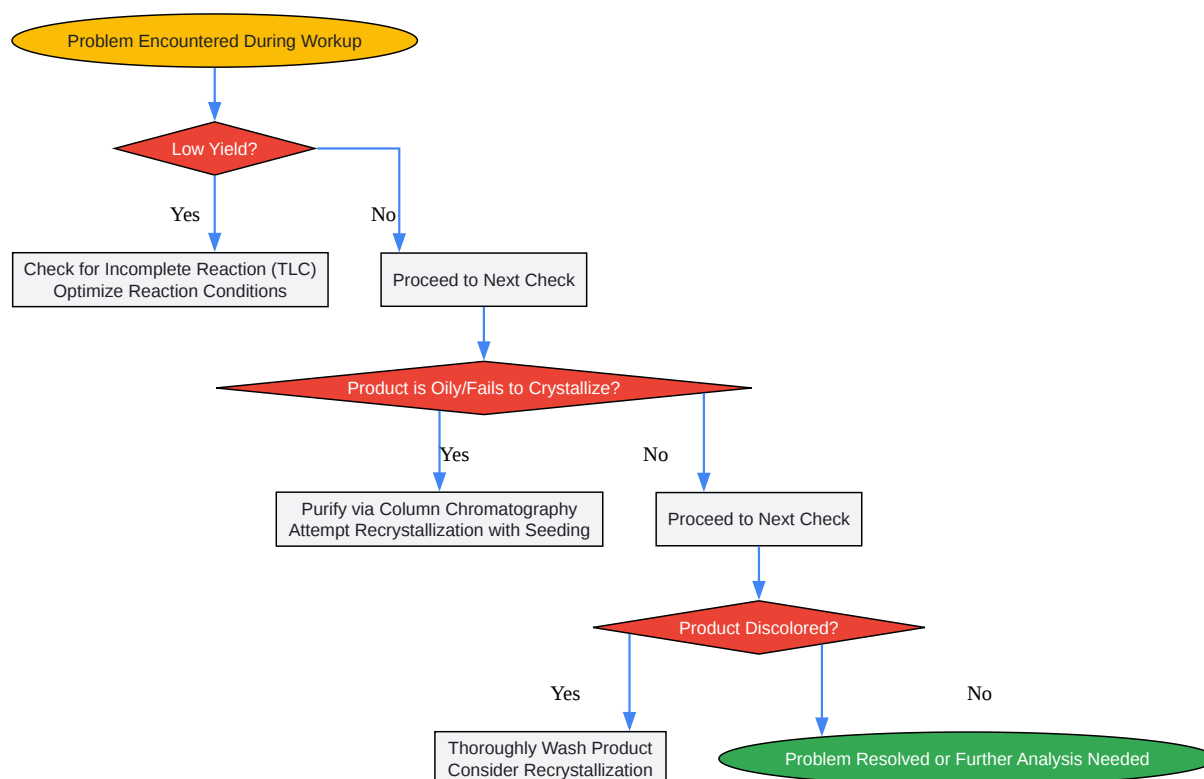 Problem Encountered During Workup
Low Yield?
Yes
No
Check for Incomplete Reaction (TLC)
Optimize Reaction Conditions
Proceed to Next Check
Product is Oily/Fails to Crystallize?
Yes
No
Purify via Column Chromatography
Attempt Recrystallization with Seeding
Proceed to Next Check
Product Discolored?
Yes
No
Thoroughly Wash Product
Consider Recrystallization
Problem Resolved or Further Analysis Needed